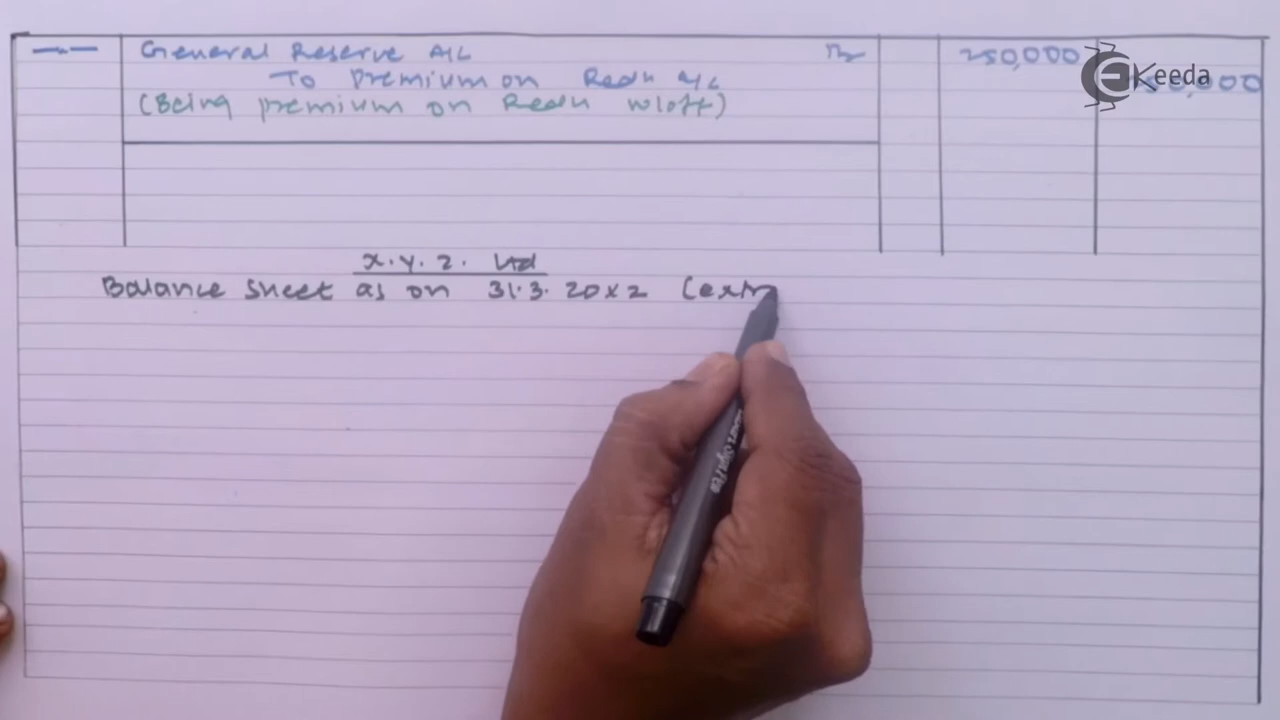 General Reserve A/c Dr 250,000
To Premium on Redn a/c
(Being premium on Redn w/off)
Ekeeda
X.Y.Z. Ltd
Balance Sheet as on 31.3.20x2 (extr